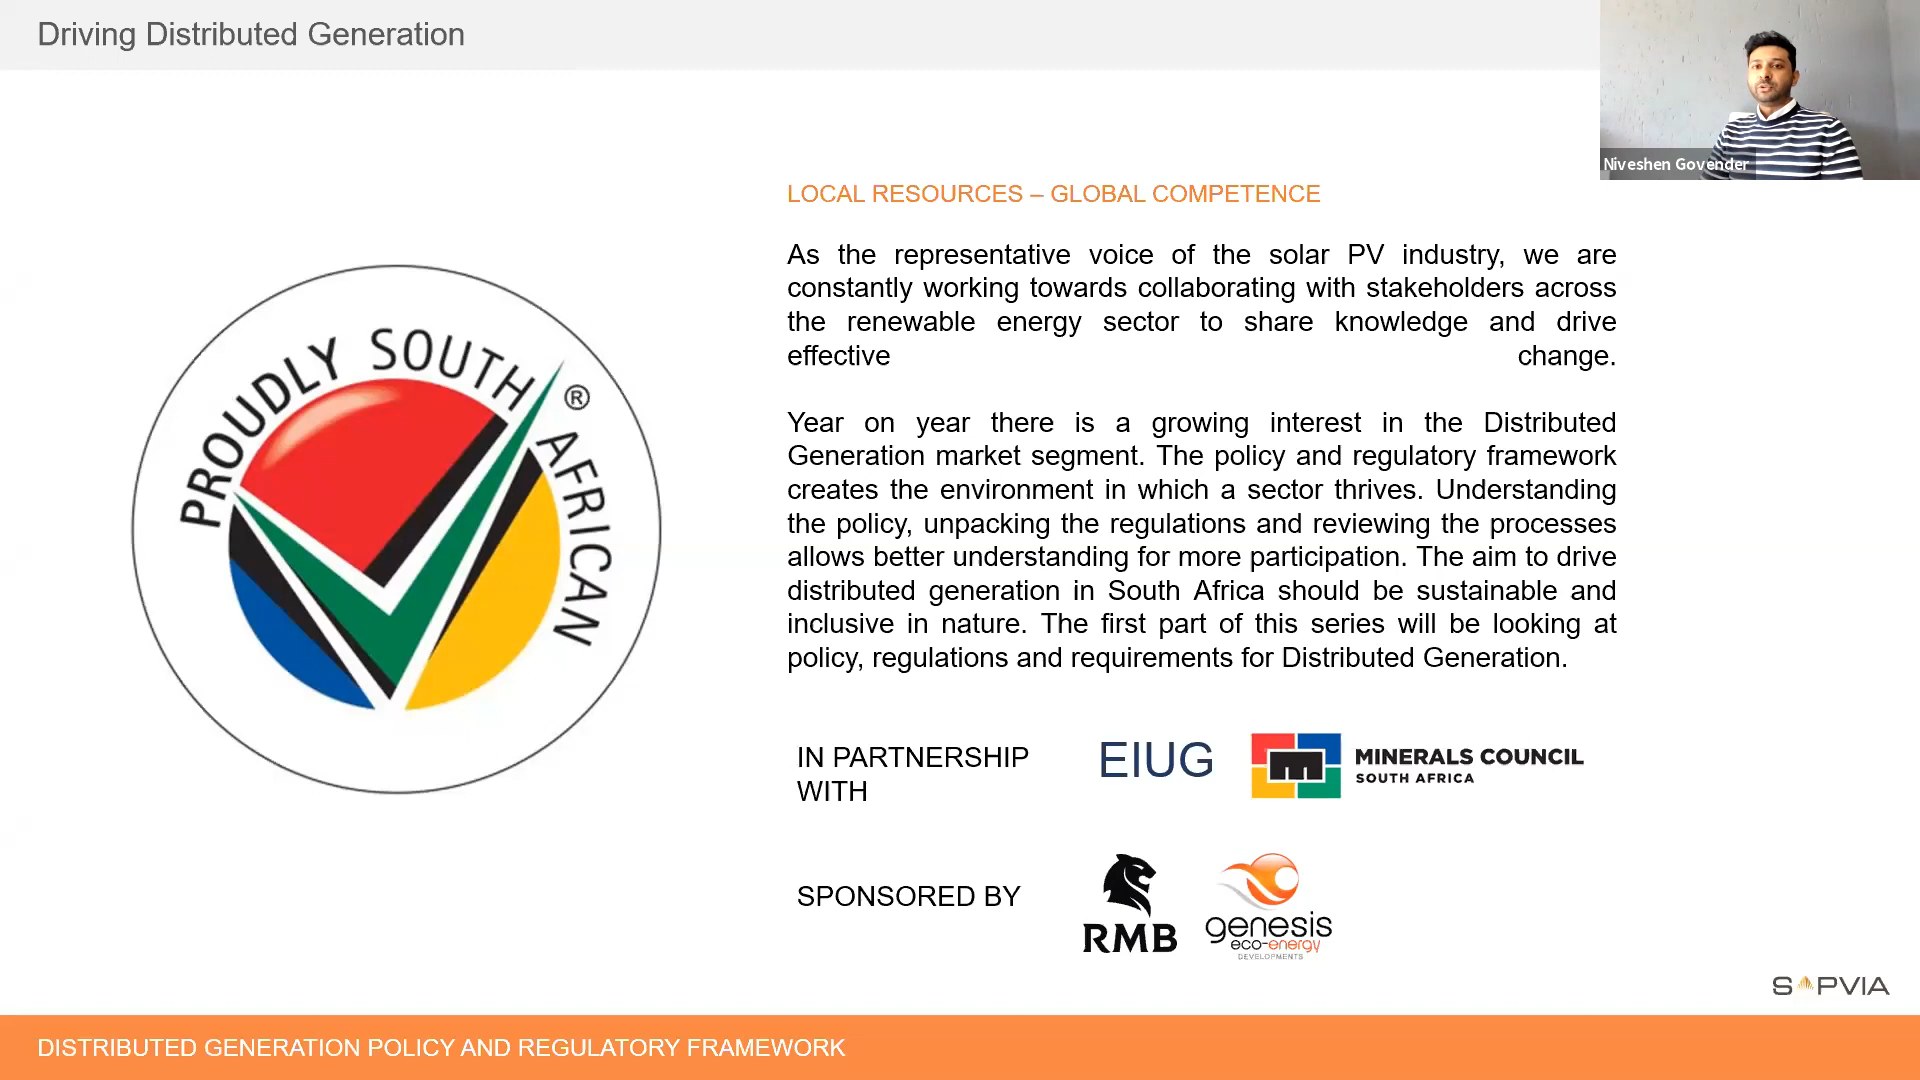 Driving Distributed Generation
Niveshen Govender
LOCAL RESOURCES – GLOBAL COMPETENCE
As the representative voice of the solar PV industry, we are
constantly working towards collaborating with stakeholders across
the renewable energy sector to share knowledge and drive
effective change.
Year on year there is a growing interest in the Distributed
Generation market segment. The policy and regulatory framework
creates the environment in which a sector thrives. Understanding
the policy, unpacking the regulations and reviewing the processes
allows better understanding for more participation. The aim to drive
distributed generation in South Africa should be sustainable and
inclusive in nature. The first part of this series will be looking at
policy, regulations and requirements for Distributed Generation.
PROUDLY SOUTH AFRICAN ®
IN PARTNERSHIP
WITH
EIUG
MINERALS COUNCIL
SOUTH AFRICA
SPONSORED BY
RMB
genesis
eco-energy
DEVELOPMENTS
SAPVIA
DISTRIBUTED GENERATION POLICY AND REGULATORY FRAMEWORK